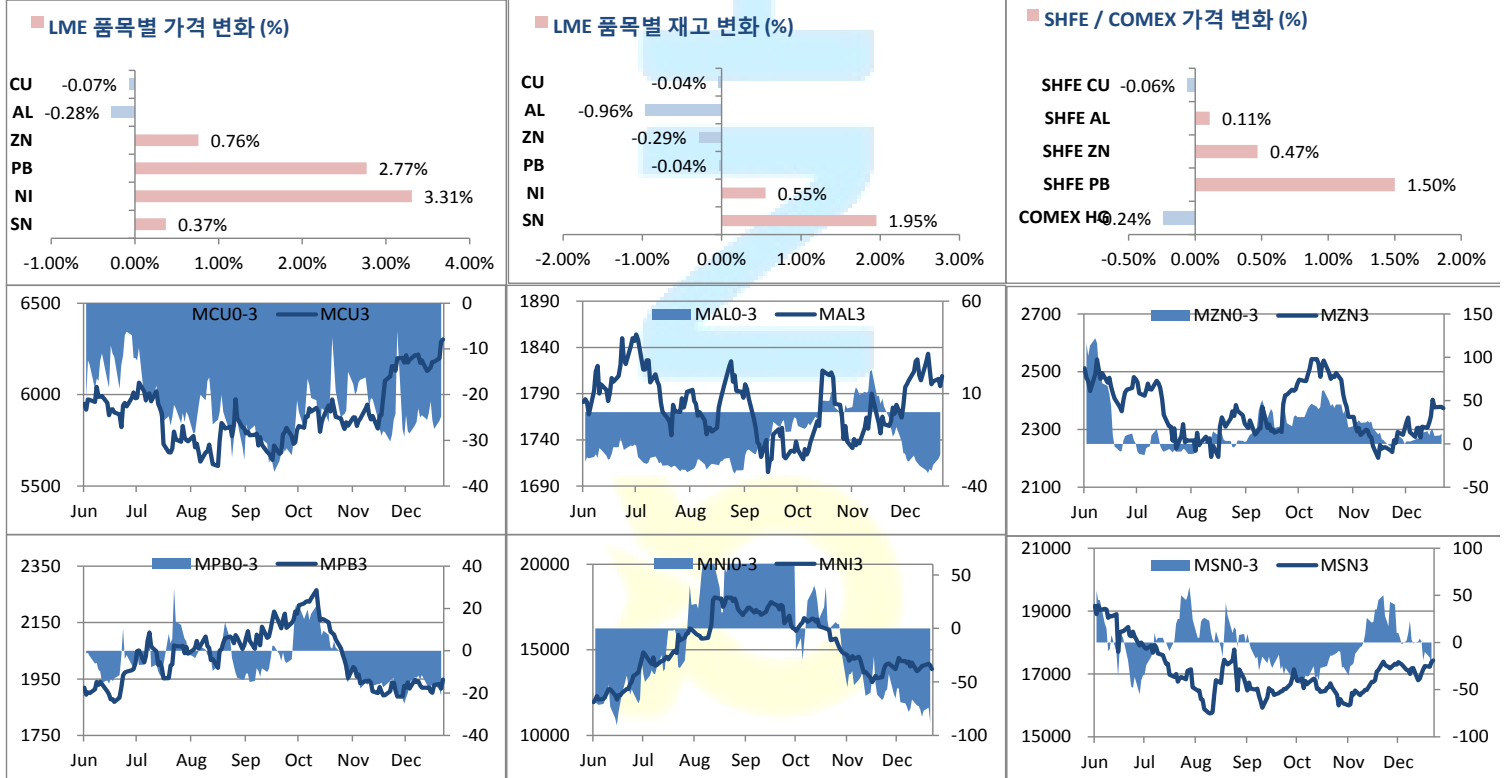 LME 품목별 가격 변화 (%)
CU -0.07%
AL -0.28%
ZN 0.76%
PB 2.77%
NI 3.31%
SN 0.37%
-1.00% 0.00% 1.00% 2.00% 3.00% 4.00%
LME 품목별 재고 변화 (%)
CU -0.04%
AL -0.96%
ZN -0.29%
PB -0.04%
NI 0.55%
SN 1.95%
-2.00% -1.00% 0.00% 1.00% 2.00% 3.00%
SHFE / COMEX 가격 변화 (%)
SHFE CU -0.06%
SHFE AL 0.11%
SHFE ZN 0.47%
SHFE PB 1.50%
COMEX HG -0.24%
-0.50% 0.00% 0.50% 1.00% 1.50% 2.00%
MCU0-3 MCU3
6500 0
-10
6000 -20
-30
5500 -40
Jun Jul Aug Sep Oct Nov Dec
MAL0-3 MAL3
1890 60
1840
1790 10
1740
1690 -40
Jun Jul Aug Sep Oct Nov Dec
MZN0-3 MZN3
2700 150
2500 100
50
2300 0
2100 -50
Jun Jul Aug Sep Oct Nov Dec
MPB0-3 MPB3
2350 40
2150 20
0
1950 -20
1750 -40
Jun Jul Aug Sep Oct Nov Dec
MNI0-3 MNI3
20000 50
15000 0
-50
10000 -100
Jun Jul Aug Sep Oct Nov Dec
MSN0-3 MSN3
21000 100
19000 50
0
17000 -50
15000 -100
Jun Jul Aug Sep Oct Nov Dec